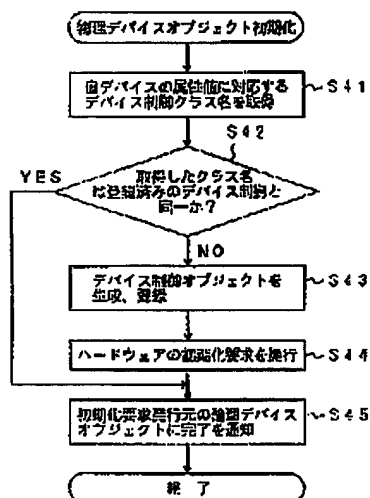 物理デバイスオブジェクト初期化
自デバイスの属性値に対応する
デバイス制御クラス名を取得
S41
S42
取得したクラス名
は登録済みのデバイス制御と
同一か？
YES
NO
デバイス制御オブジェクトを
生成、登録
S43
ハードウェアの初期化要求を発行
S44
初期化要求発行元の論理デバイス
オブジェクトに完了を通知
S45
終了